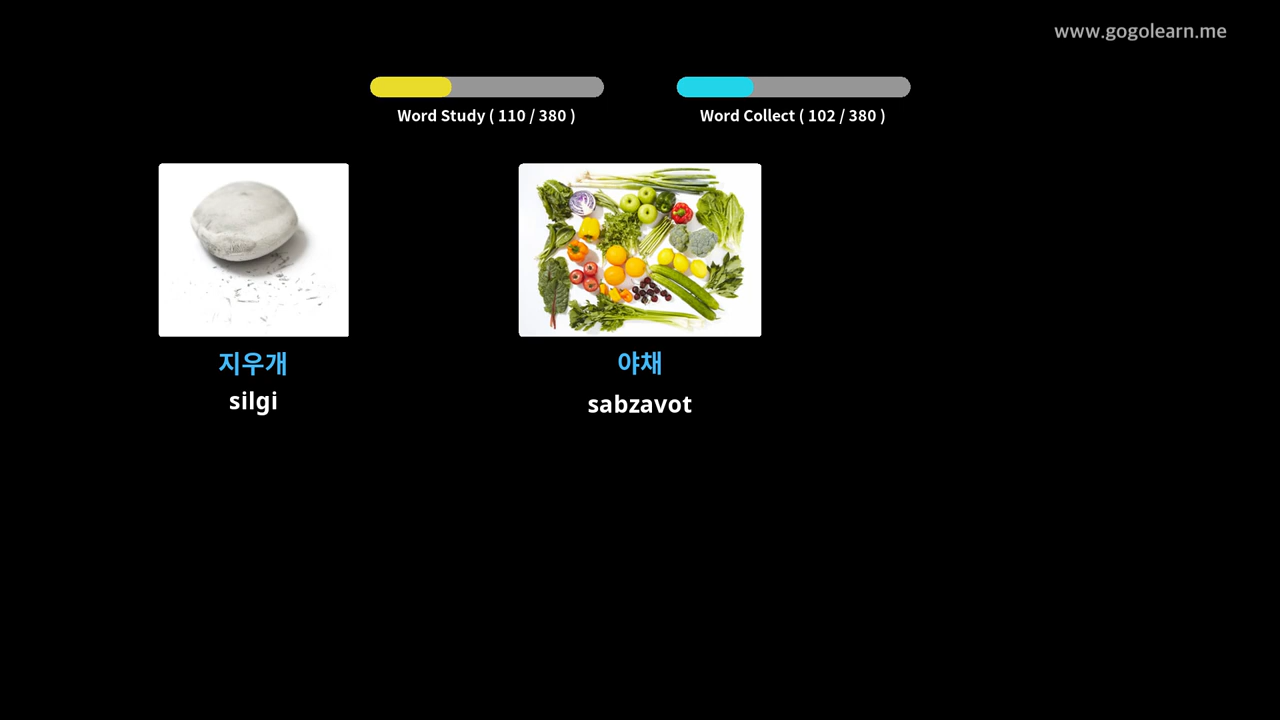 www.gogolearn.me
Word Study ( 110 / 380 )
Word Collect ( 102 / 380 )
지우개
silgi
야채
sabzavot